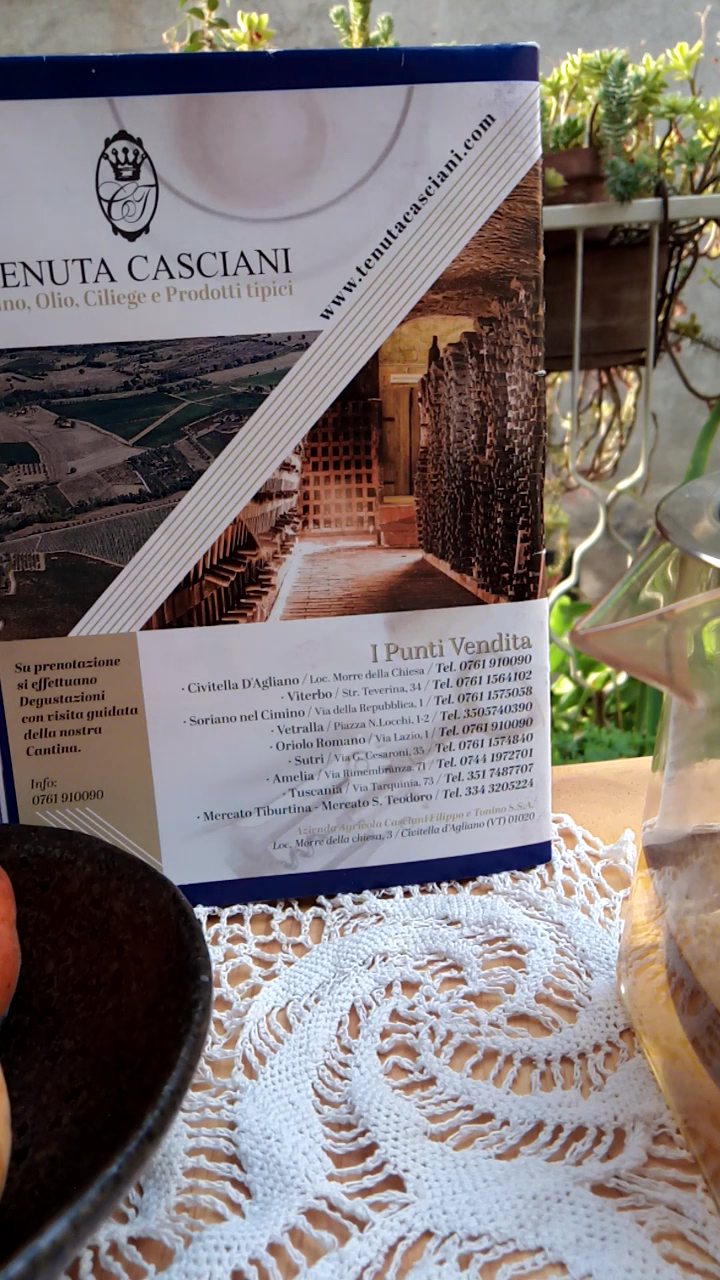 CT
ENUTA CASCIANI
no, Olio, Ciliege e Prodotti tipici
www.tenutacasciani.com
Su prenotazione
si effettuano
Degustazioni
con visita guidata
della nostra
Cantina.
Info:
0761 910090
I Punti Vendita
· Civitella D'Agliano / Loc. Morre della Chiesa / Tel. 0761 910090
· Viterbo / Str. Teverina, 34 / Tel. 0761 1564102
· Soriano nel Cimino / Via della Repubblica, 1 / Tel. 0761 1575058
· Vetralla / Piazza N.Locchi, 1-2 / Tel. 3505740390
· Oriolo Romano / Via Lazio, 1 / Tel. 0761 910090
· Sutri / Via G. Cesaroni, 35 / Tel. 0761 1574840
· Amelia / Via Rimembranza, 71 / Tel. 0744 1972701
· Tuscania / Via Tarquinia, 73 / Tel. 351 7487707
· Mercato Tiburtina - Mercato S. Teodoro / Tel. 334 3205224
Azienda Agricola Casciani Filippo e Tonino S.S.A.
Loc. Morre della chiesa, 3 / Civitella d'Agliano (VT) 01020